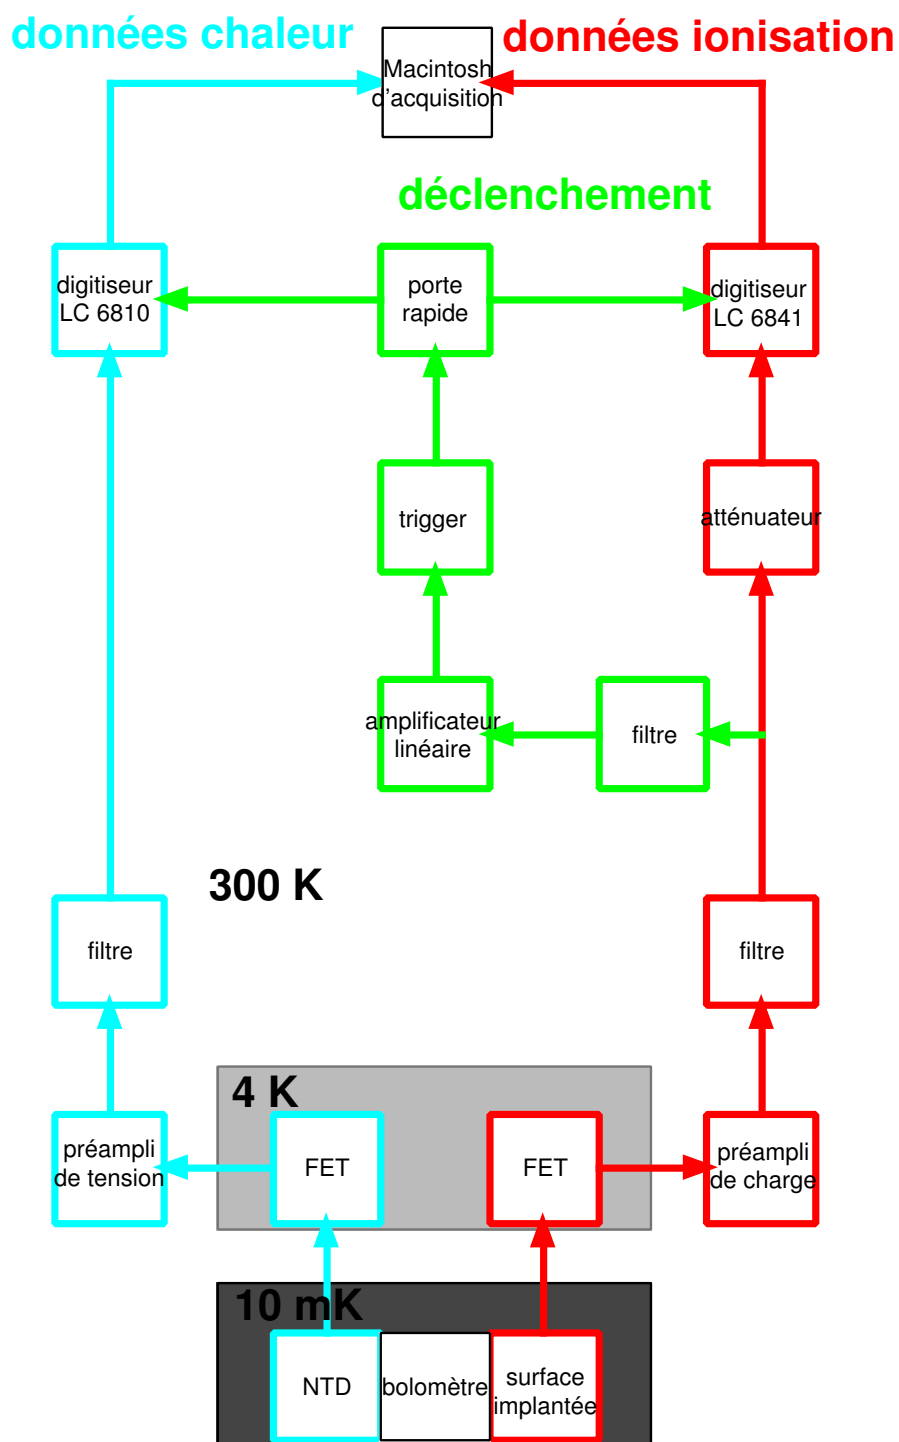 données chaleur
données ionisation
Macintosh
d'acquisition
déclenchement
digitiseur
LC 6810
porte
rapide
digitiseur
LC 6841
trigger
atténuateur
amplificateur
linéaire
filtre
300 K
filtre
filtre
4 K
préampli
de tension
FET
FET
préampli
de charge
10 mK
NTD
bolomètre
surface
implantée